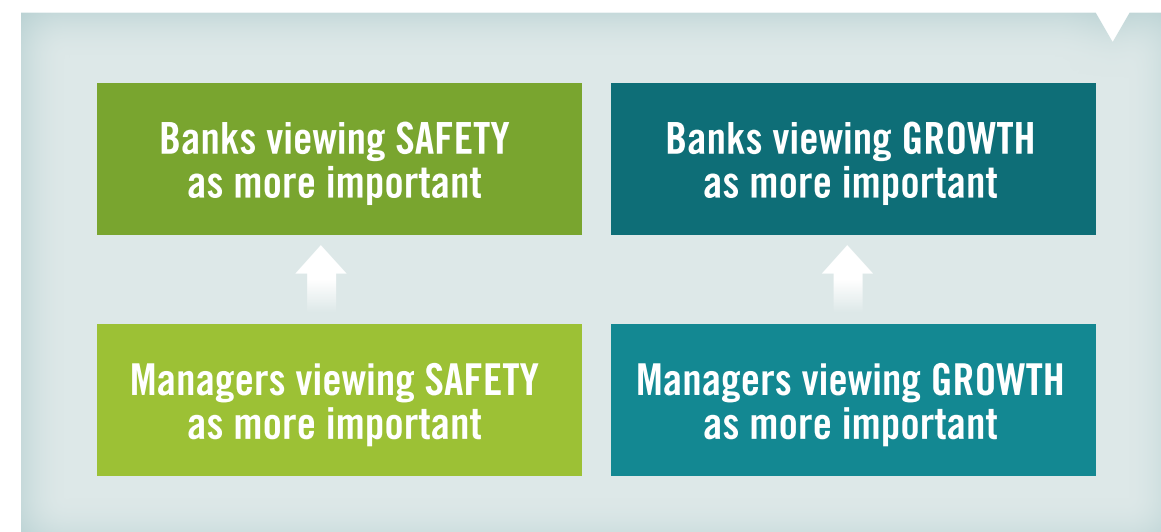 Banks viewing SAFETY
as more important
Banks viewing GROWTH
as more important
Managers viewing SAFETY
as more important
Managers viewing GROWTH
as more important